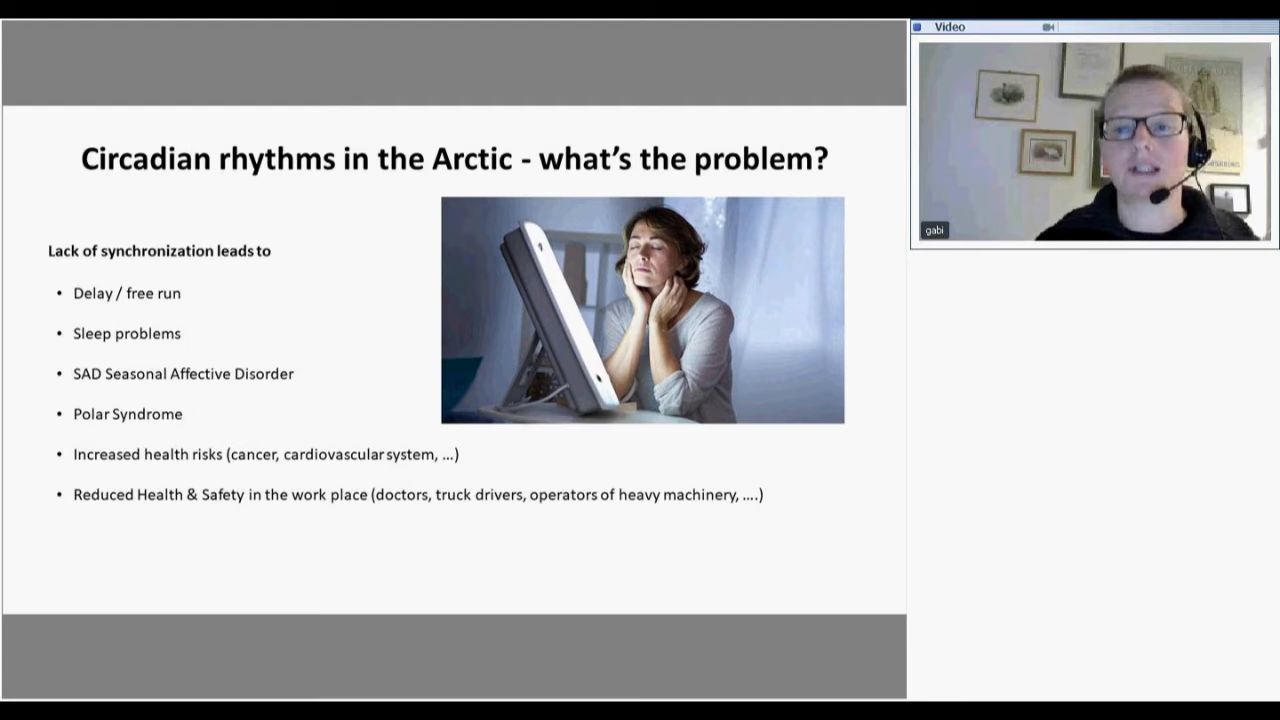 Video
Circadian rhythms in the Arctic - what's the problem?
Lack of synchronization leads to
• Delay / free run
• Sleep problems
• SAD Seasonal Affective Disorder
• Polar Syndrome
• Increased health risks (cancer, cardiovascular system, ...)
• Reduced Health & Safety in the work place (doctors, truck drivers, operators of heavy machinery, ....)
gabi